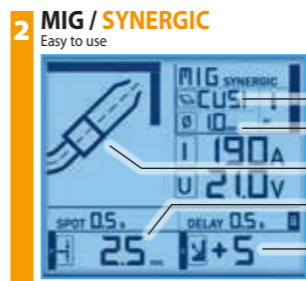 2 MIG / SYNERGIC
Easy to use
MIG SYNERGIC
CUSI 1
Ø 1.0
I 190A
U 21.0V
SPOT 0.5s DELAY 0.5s
2.5 +5